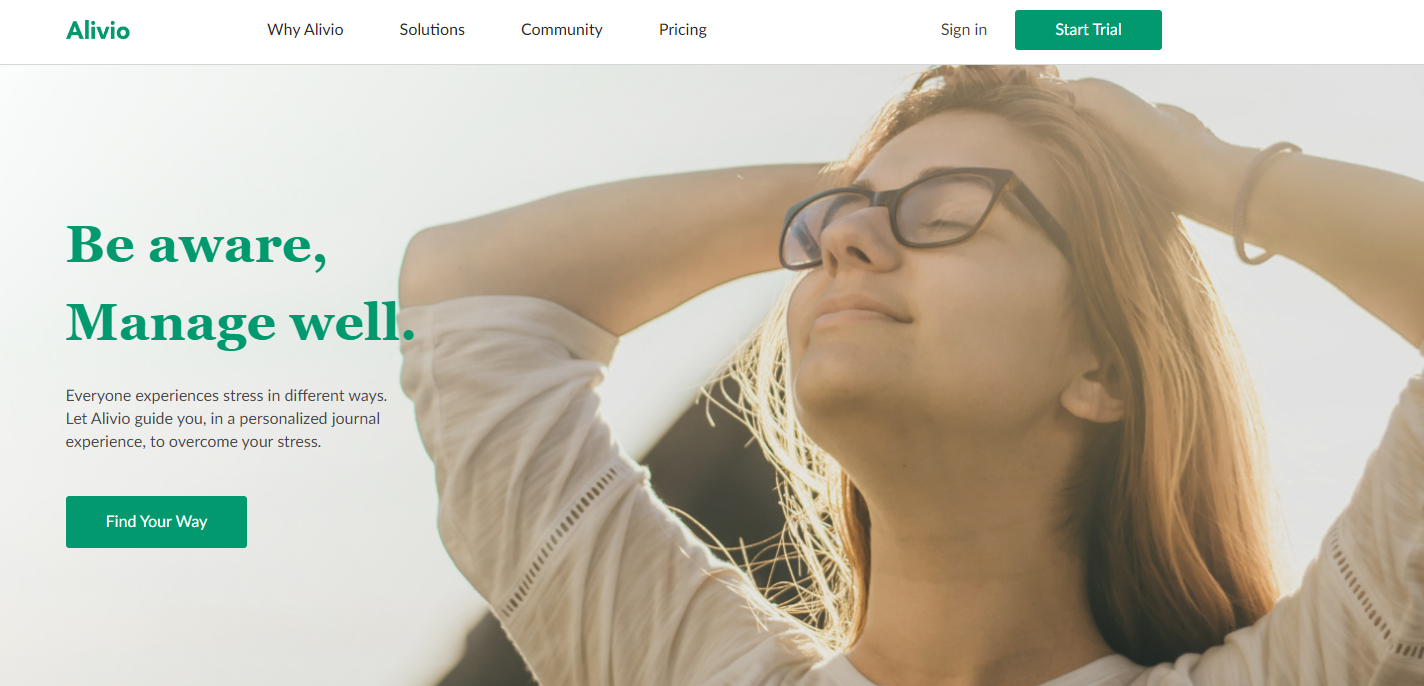 Alivio
Why Alivio
Solutions
Community
Pricing
Sign in
Start Trial
Be aware,
Manage well.
Everyone experiences stress in different ways.
Let Alivio guide you, in a personalized journal
experience, to overcome your stress.
Find Your Way